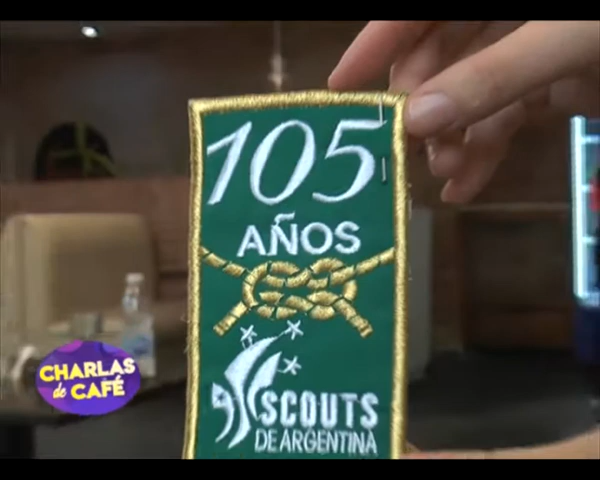 105
AÑOS
SCOUTS
DE ARGENTINA
CHARLAS
de CAFÉ